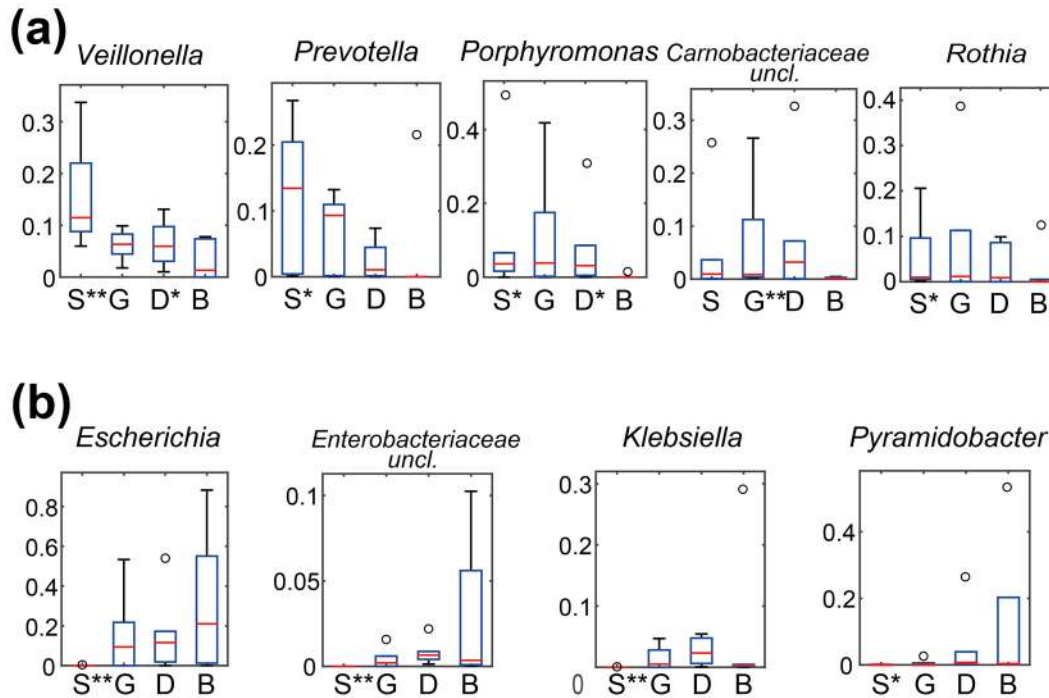 (a)
Veillonella
0.3
0.2
0.1
0
S**G D* B
Prevotella
0.2
0.1
0
S* G D B
Porphyromonas
0.4
0.2
0
S* G D* B
Carnobacteriaceae
uncl.
0.3
0.2
0.1
0
S G**D B
Rothia
0.4
0.3
0.2
0.1
0
S* G D B
(b)
Escherichia
0.8
0.6
0.4
0.2
0
S**G D B
Enterobacteriaceae
uncl.
0.1
0.05
0.00
S**G D B
Klebsiella
0.3
0.2
0.1
0
S**G D B
Pyramidobacter
0.4
0.2
0
S* G D B